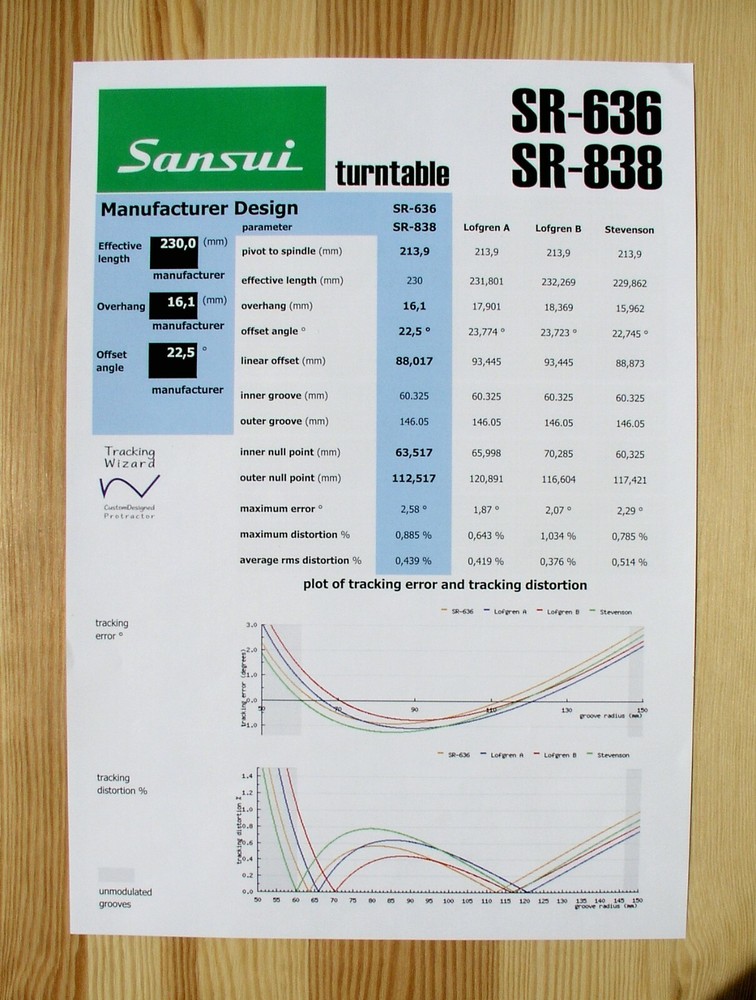 Sansui
turntable
SR-636
SR-838
Manufacturer Design
SR-636
parameter SR-838 Lofgren A Lofgren B Stevenson
Effective length 230,0 (mm)
manufacturer
Overhang 16,1 (mm)
manufacturer
Offset angle 22,5 °
manufacturer
pivot to spindle (mm) 213,9 213,9 213,9 213,9
effective length (mm) 230 231,801 232,269 229,862
overhang (mm) 16,1 17,901 18,369 15,962
offset angle ° 22,5 ° 23,774 ° 23,723 ° 22,745 °
linear offset (mm) 88,017 93,445 93,445 88,873
inner groove (mm) 60.325 60.325 60.325 60.325
outer groove (mm) 146.05 146.05 146.05 146.05
inner null point (mm) 63,517 65,998 70,285 60,325
outer null point (mm) 112,517 120,891 116,604 117,421
maximum error ° 2,58 ° 1,87 ° 2,07 ° 2,29 °
maximum distortion % 0,885 % 0,643 % 1,034 % 0,785 %
average rms distortion % 0,439 % 0,419 % 0,376 % 0,514 %
Tracking
Wizard
CustomDesigned
Protractor
plot of tracking error and tracking distortion
tracking
error °
SR-636 Lofgren A Lofgren B Stevenson
tracking error (degrees)
3.0
2.0
1.0
0.0
-1.0
50 70 90 110 130 150
groove radius (mm)
tracking
distortion %
SR-636 Lofgren A Lofgren B Stevenson
tracking distortion %
1.4
1.2
1.0
0.8
0.6
0.4
0.2
0.0
50 55 60 65 70 75 80 85 90 95 100 105 110 115 120 125 130 135 140 145 150
groove radius (mm)
unmodulated
grooves